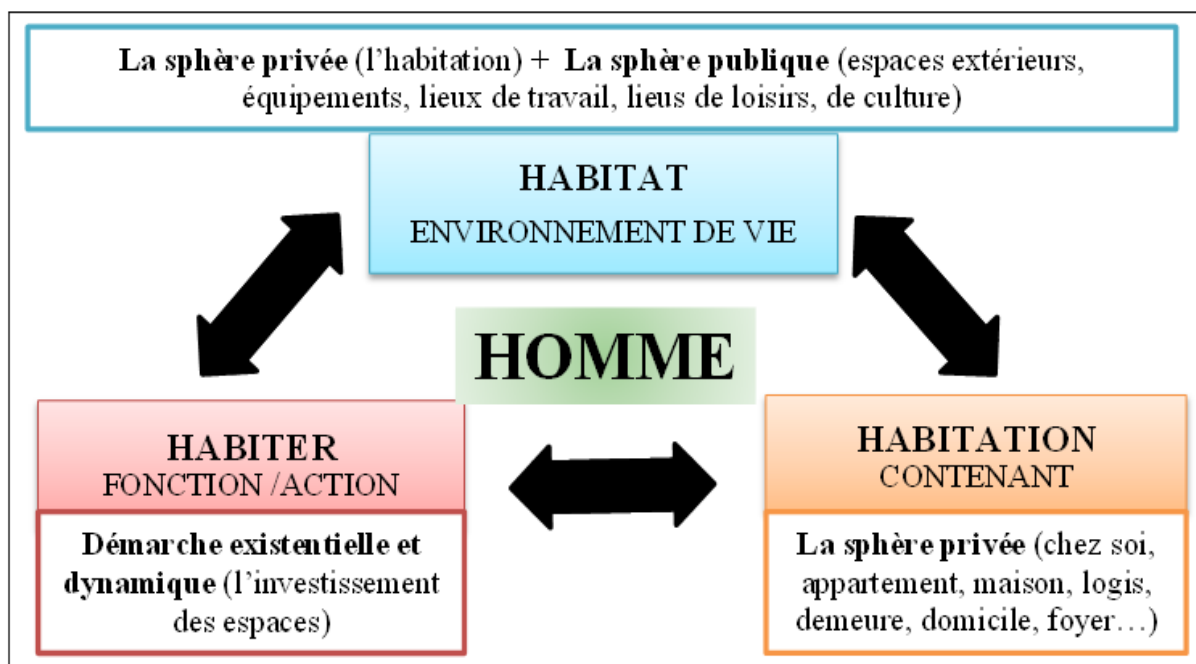 La sphère privée (l’habitation) + La sphère publique (espaces extérieurs,
équipements, lieux de travail, lieus de loisirs, de culture)
HABITAT
ENVIRONNEMENT DE VIE
HOMME
HABITER
FONCTION /ACTION
Démarche existentielle et
dynamique (l’investissement
des espaces)
HABITATION
CONTENANT
La sphère privée (chez soi,
appartement, maison, logis,
demeure, domicile, foyer…)